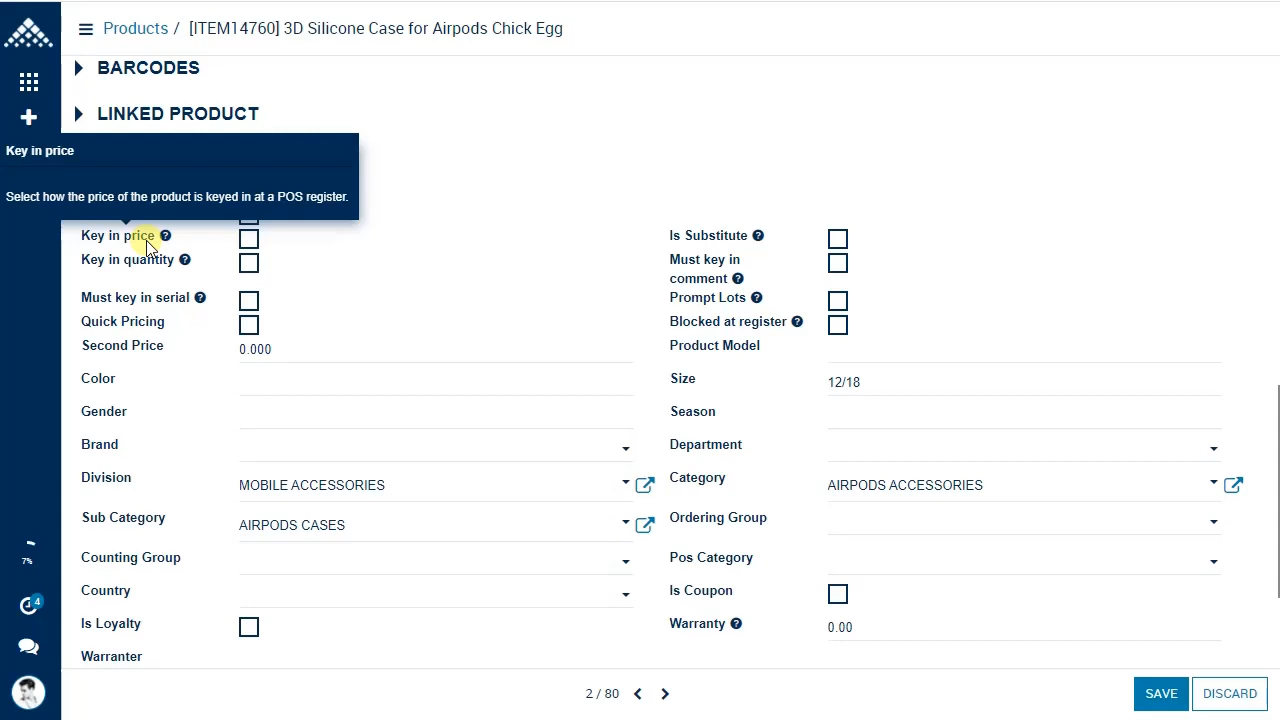 Products / [ITEM14760] 3D Silicone Case for Airpods Chick Egg
BARCODES
LINKED PRODUCT
Key in price
Select how the price of the product is keyed in at a POS register.
Key in price ?
Is Substitute ?
Key in quantity ?
Must key in
comment ?
Must key in serial ?
Prompt Lots ?
Quick Pricing
Blocked at register ?
Second Price 0.000
Product Model
Color
Size 12/18
Gender
Season
Brand
Department
Division MOBILE ACCESSORIES
Category AIRPODS ACCESSORIES
Sub Category AIRPODS CASES
Ordering Group
Counting Group
Pos Category
Country
Is Coupon
Is Loyalty
Warranty ? 0.00
Warranter
7%
4
2 / 80
SAVE
DISCARD